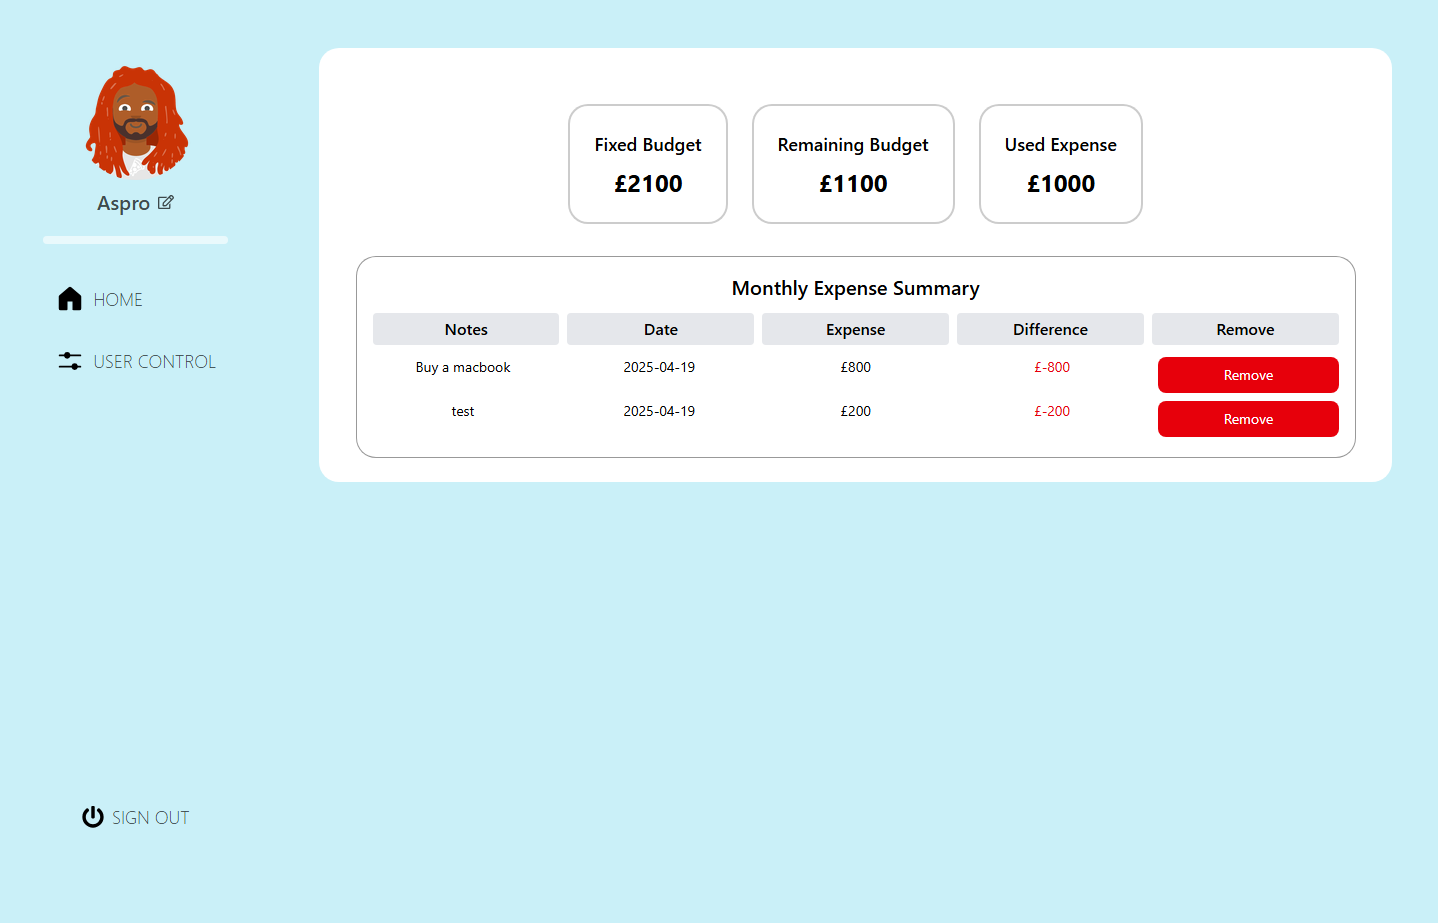 Aspro
HOME
USER CONTROL
SIGN OUT
Fixed Budget
£2100
Remaining Budget
£1100
Used Expense
£1000
Monthly Expense Summary
Notes Date Expense Difference Remove
Buy a macbook 2025-04-19 £800 £-800 Remove
test 2025-04-19 £200 £-200 Remove